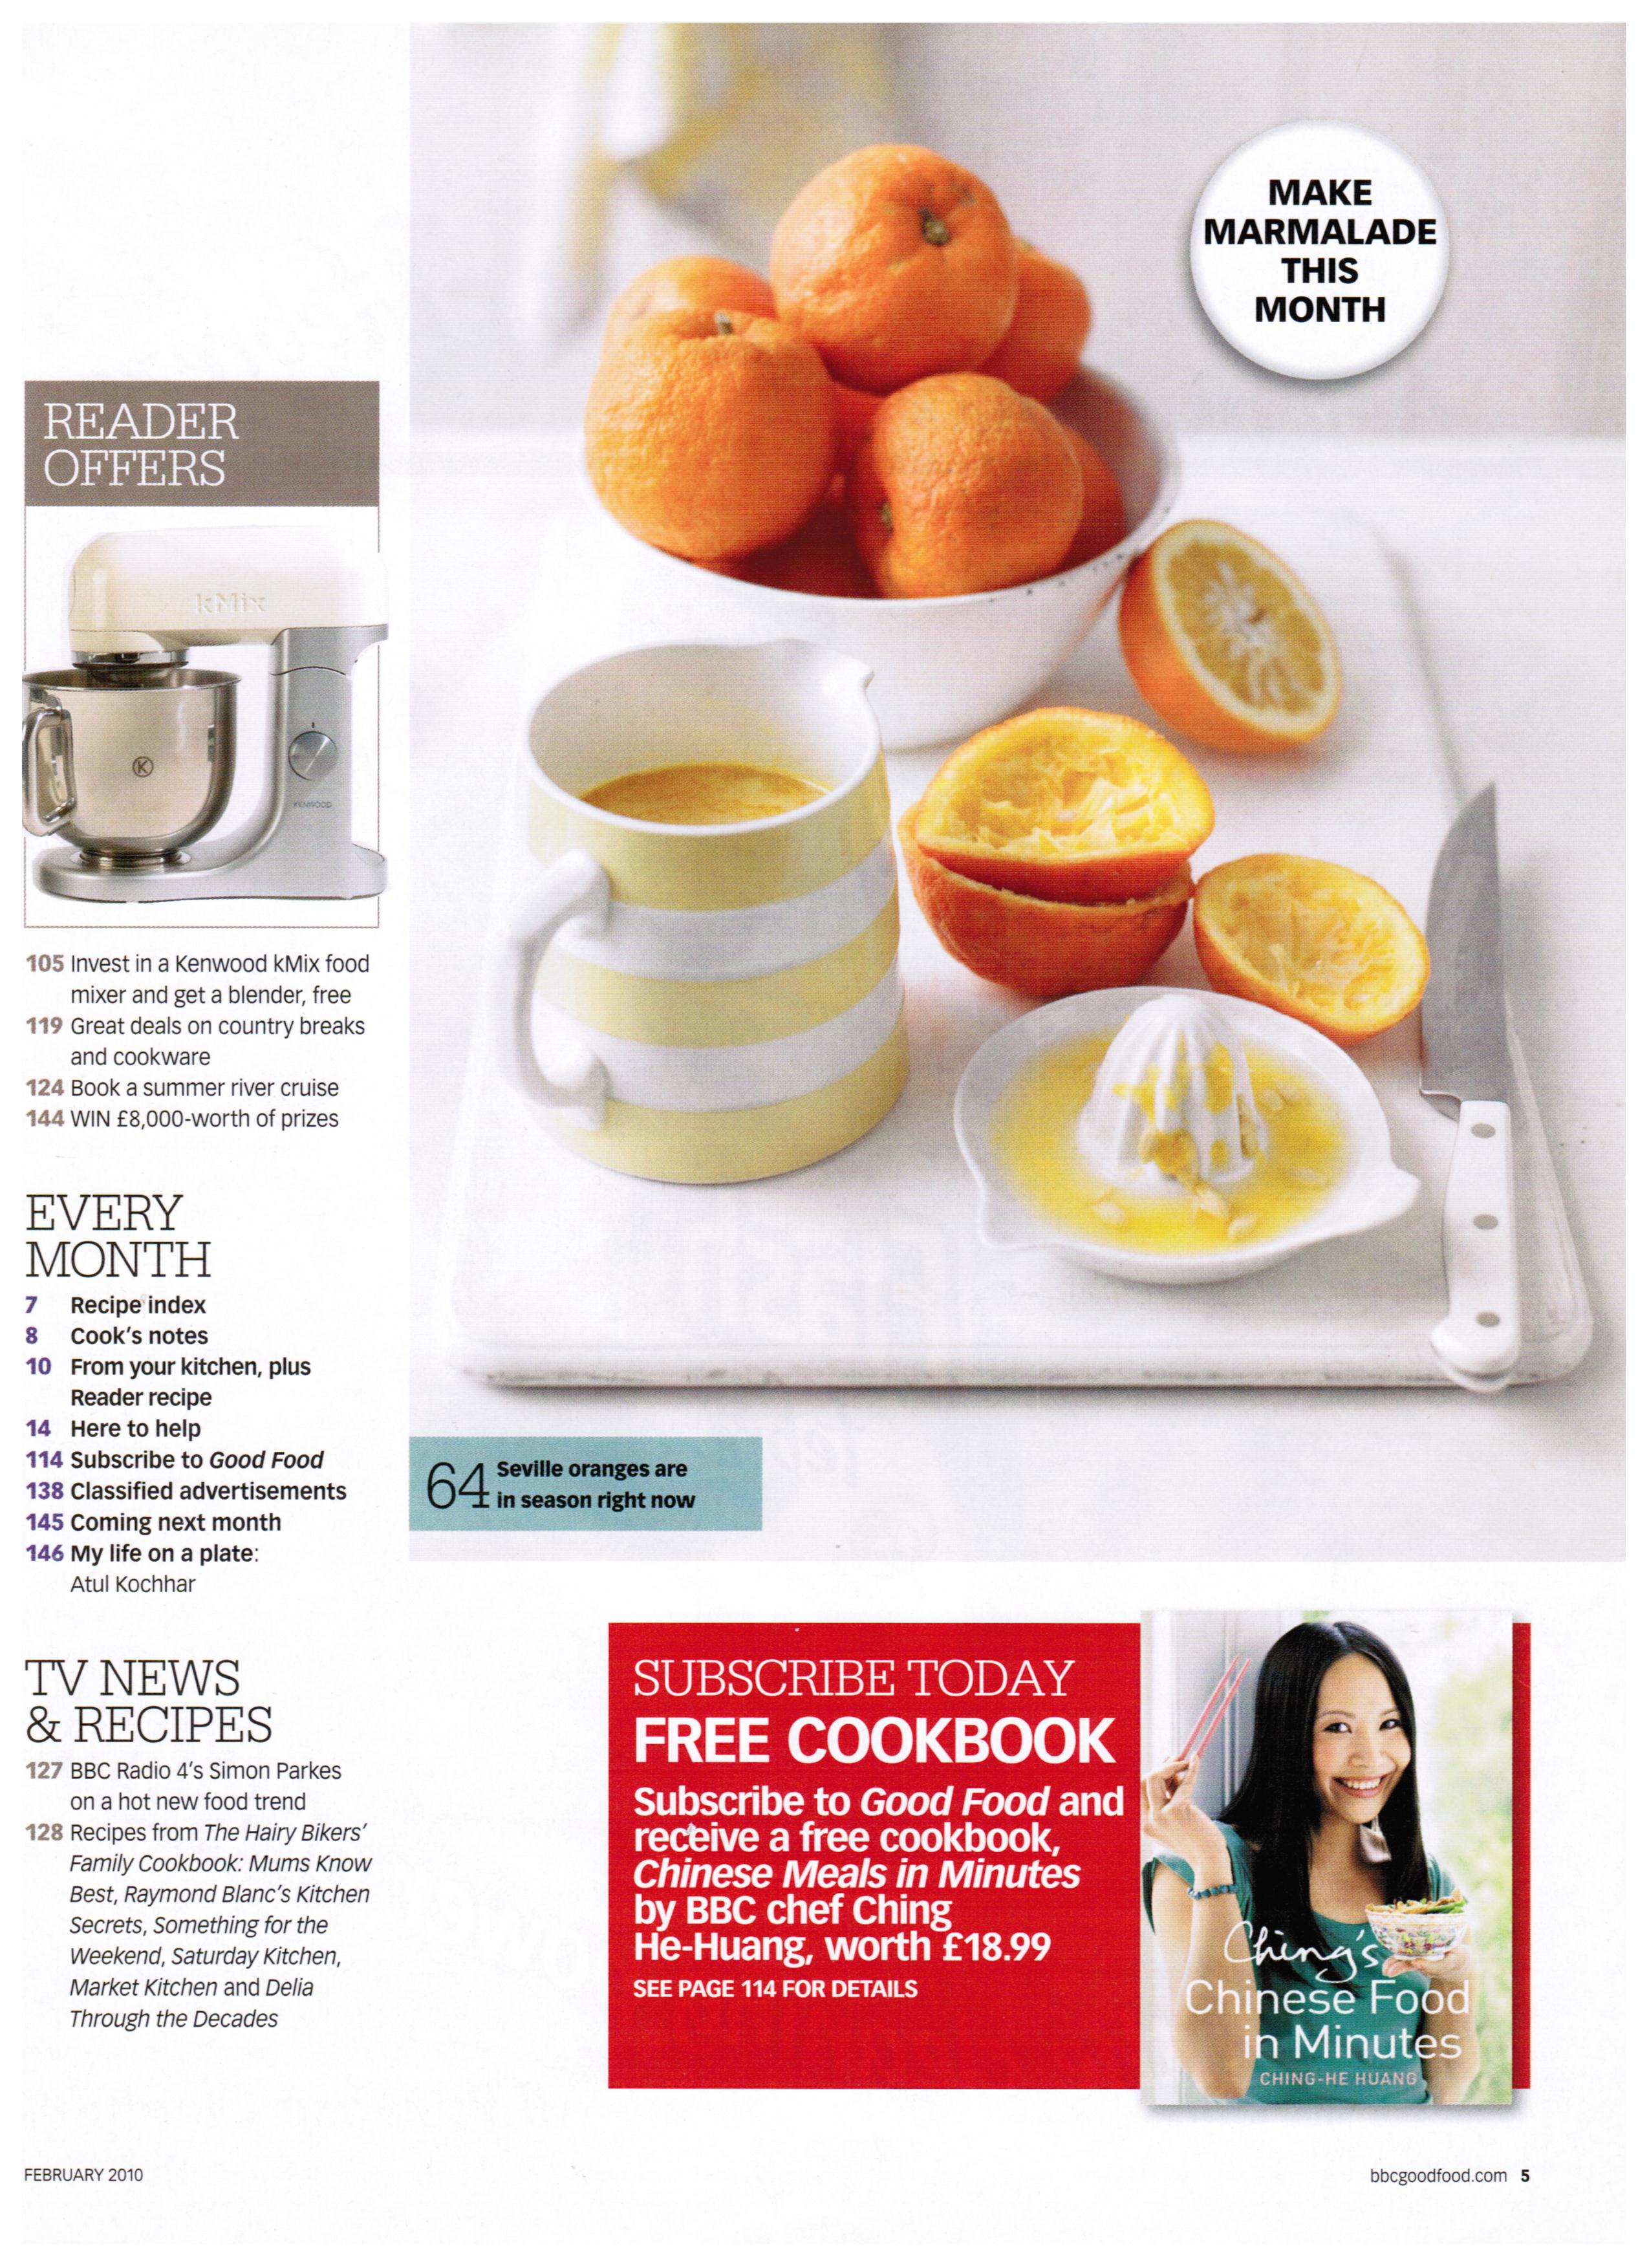 MAKE
MARMALADE
THIS
MONTH
READER
OFFERS
kMix
K
KENWOOD
105 Invest in a Kenwood kMix food
mixer and get a blender, free
119 Great deals on country breaks
and cookware
124 Book a summer river cruise
144 WIN £8,000-worth of prizes
EVERY
MONTH
7 Recipe index
8 Cook's notes
10 From your kitchen, plus
Reader recipe
14 Here to help
114 Subscribe to Good Food
138 Classified advertisements
145 Coming next month
146 My life on a plate:
Atul Kochhar
TV NEWS
& RECIPES
127 BBC Radio 4's Simon Parkes
on a hot new food trend
128 Recipes from The Hairy Bikers'
Family Cookbook: Mums Know
Best, Raymond Blanc's Kitchen
Secrets, Something for the
Weekend, Saturday Kitchen,
Market Kitchen and Delia
Through the Decades
64 Seville oranges are
in season right now
SUBSCRIBE TODAY
FREE COOKBOOK
Subscribe to Good Food and
receive a free cookbook,
Chinese Meals in Minutes
by BBC chef Ching
He-Huang, worth £18.99
SEE PAGE 114 FOR DETAILS
Ching's
Chinese Food
in Minutes
CHING-HE HUANG
FEBRUARY 2010
bbcgoodfood.com 5